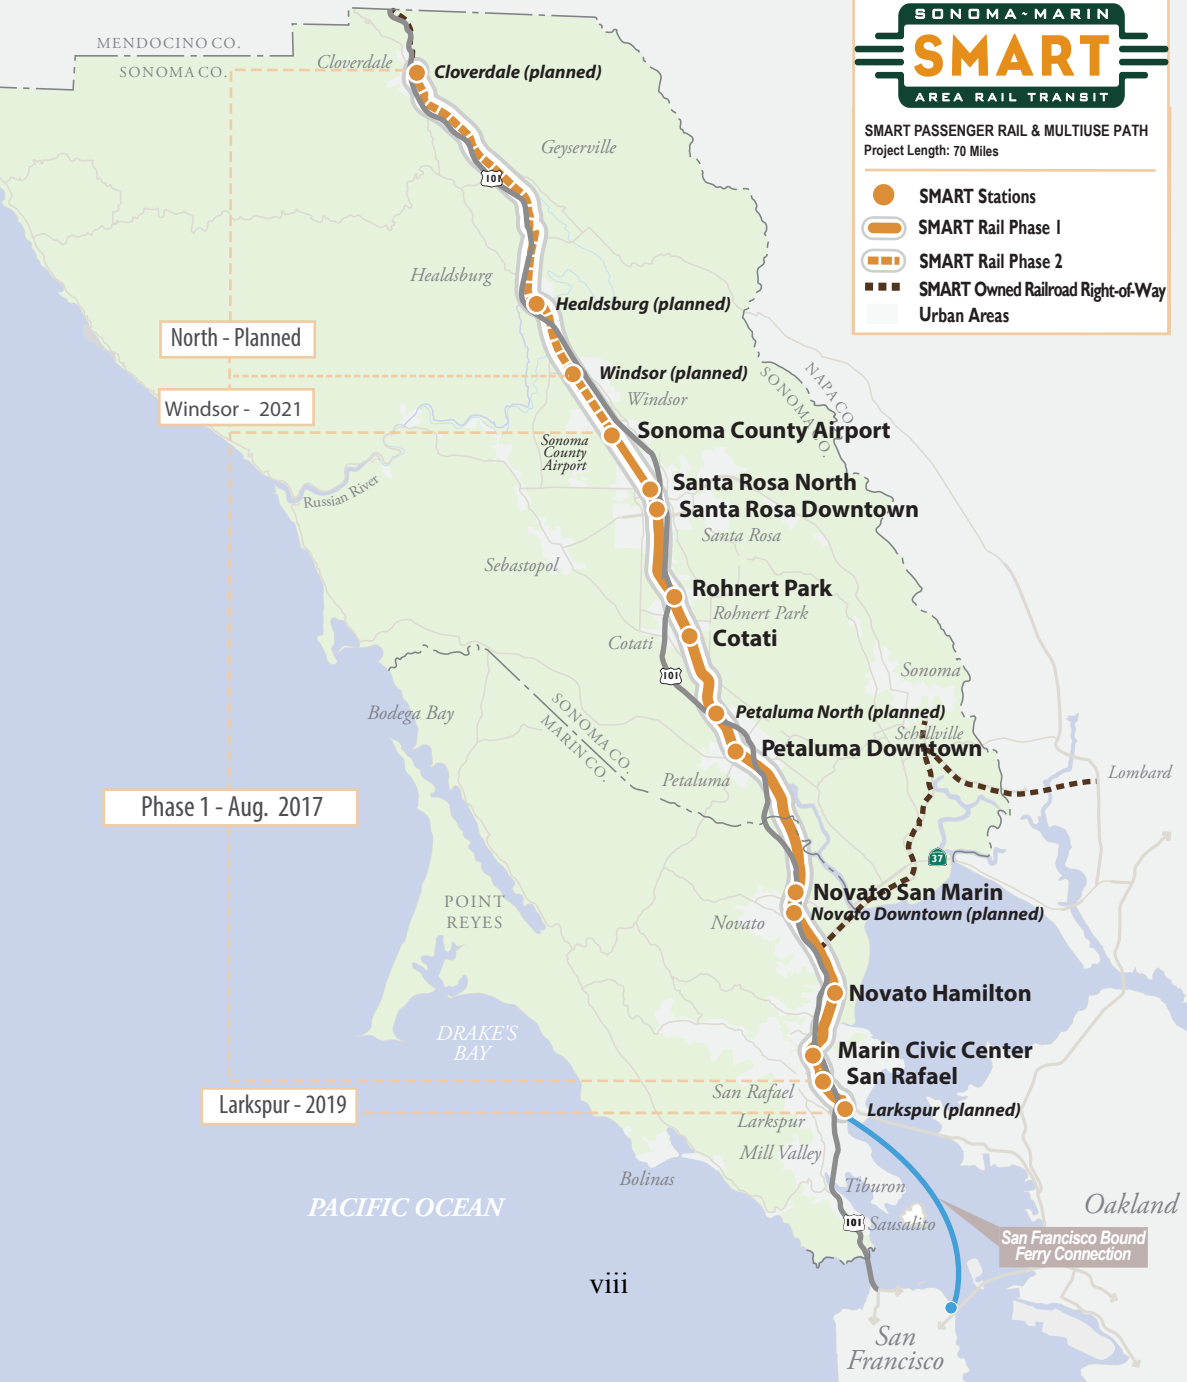 SONOMA~MARIN
SMART
AREA RAIL TRANSIT
SMART PASSENGER RAIL & MULTIUSE PATH
Project Length: 70 Miles
SMART Stations
SMART Rail Phase 1
SMART Rail Phase 2
SMART Owned Railroad Right-of-Way
Urban Areas
MENDOCINO CO.
SONOMA CO.
Cloverdale
Cloverdale (planned)
Geyserville
101
Healdsburg
Healdsburg (planned)
North - Planned
Windsor (planned)
NAPA CO.
SONOMA CO.
Windsor - 2021
Windsor
Sonoma County Airport
Sonoma
County
Airport
Russian River
Santa Rosa North
Santa Rosa Downtown
Santa Rosa
Sebastopol
Rohnert Park
Rohnert Park
Cotati
Cotati
101
Sonoma
Bodega Bay
SONOMA CO.
MARIN CO.
Petaluma North (planned)
Schellville
Petaluma Downtown
Petaluma
Lombard
Phase 1 - Aug. 2017
37
POINT
REYES
Novato San Marin
Novato Downtown (planned)
Novato
Novato Hamilton
DRAKE'S
BAY
Marin Civic Center
San Rafael
San Rafael
Larkspur - 2019
Larkspur (planned)
Larkspur
Mill Valley
Bolinas
Tiburon
PACIFIC OCEAN
Oakland
101
Sausalito
San Francisco Bound
Ferry Connection
viii
San
Francisco